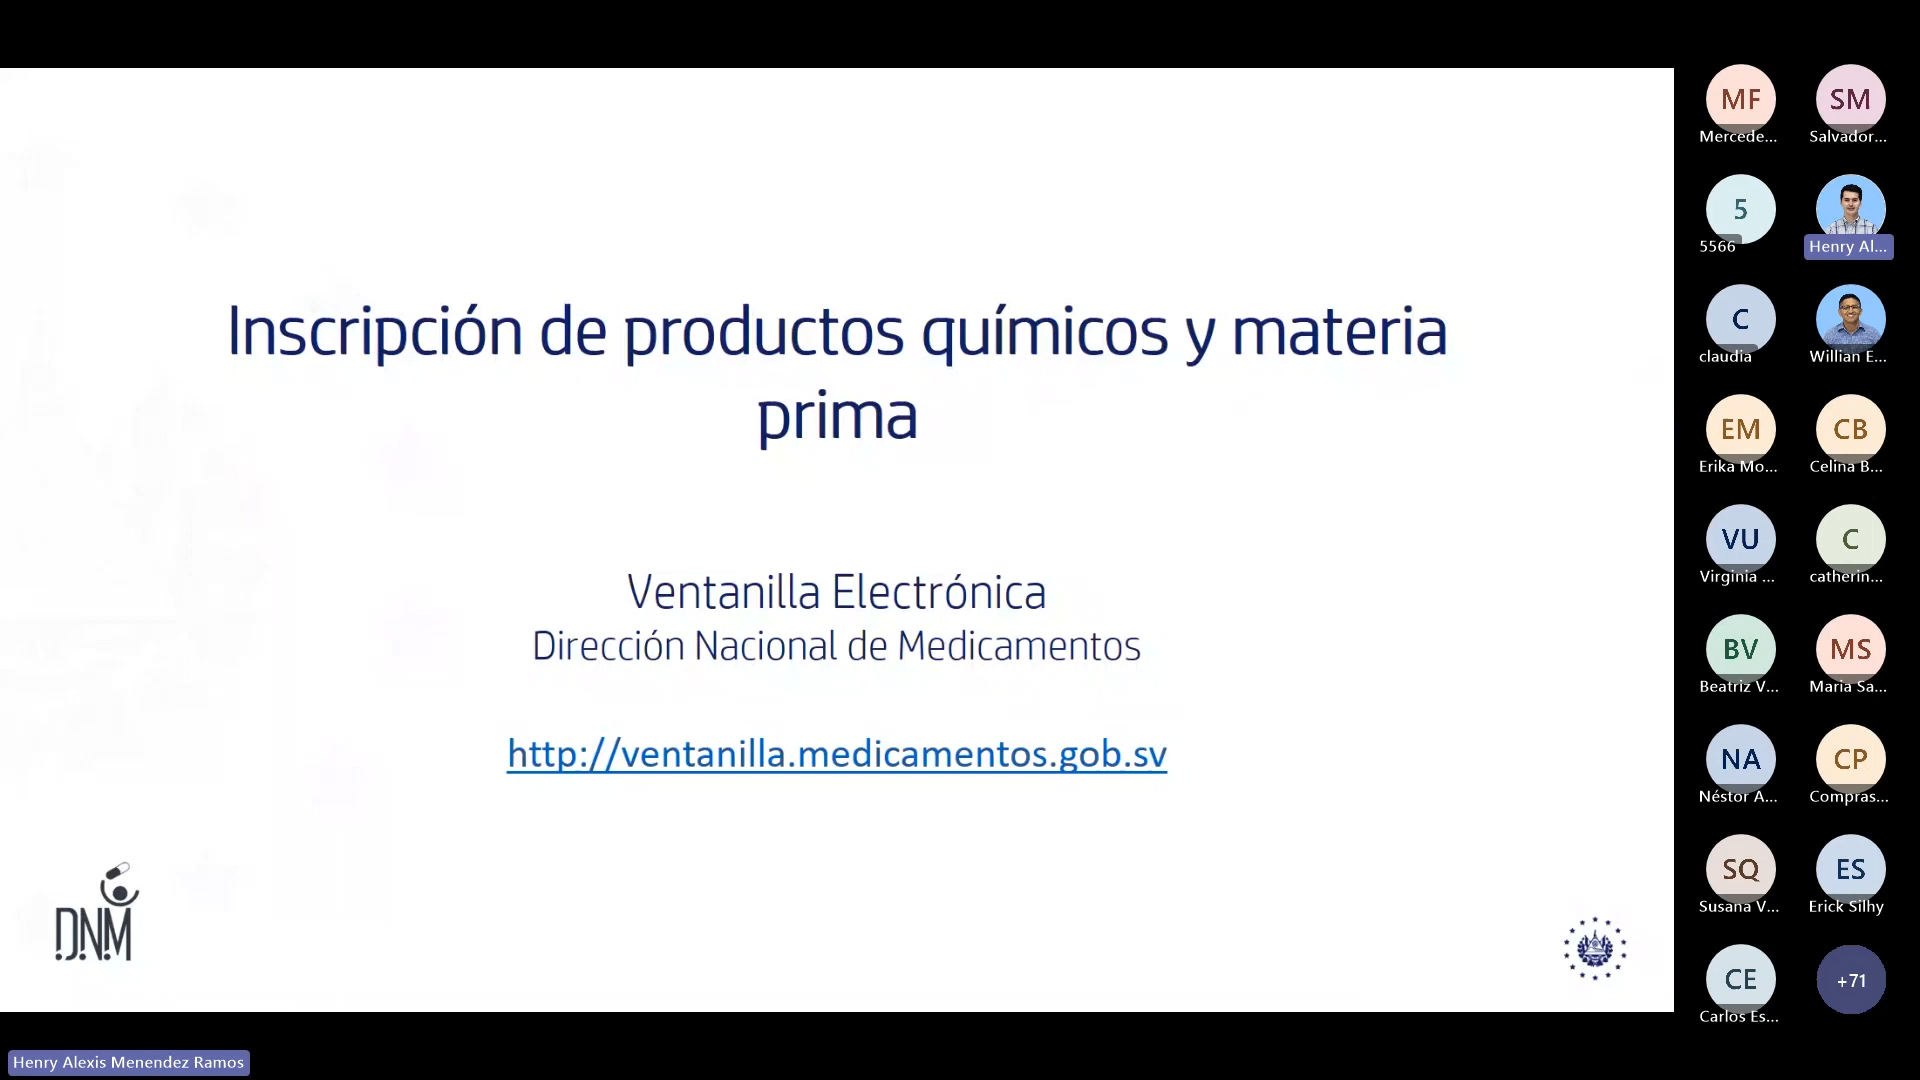 Inscripción de productos químicos y materia
prima
Ventanilla Electrónica
Dirección Nacional de Medicamentos
http://ventanilla.medicamentos.gob.sv
DNM
MF
Mercede...
SM
Salvador...
5
5566
Henry Al...
C
claudia
Willian E...
EM
Erika Mo...
CB
Celina B...
VU
Virginia ...
C
catherin...
BV
Beatriz V...
MS
Maria Sa...
NA
Néstor A...
CP
Compras...
SQ
Susana V...
ES
Erick Silhy
CE
Carlos Es...
+71
Henry Alexis Menendez Ramos